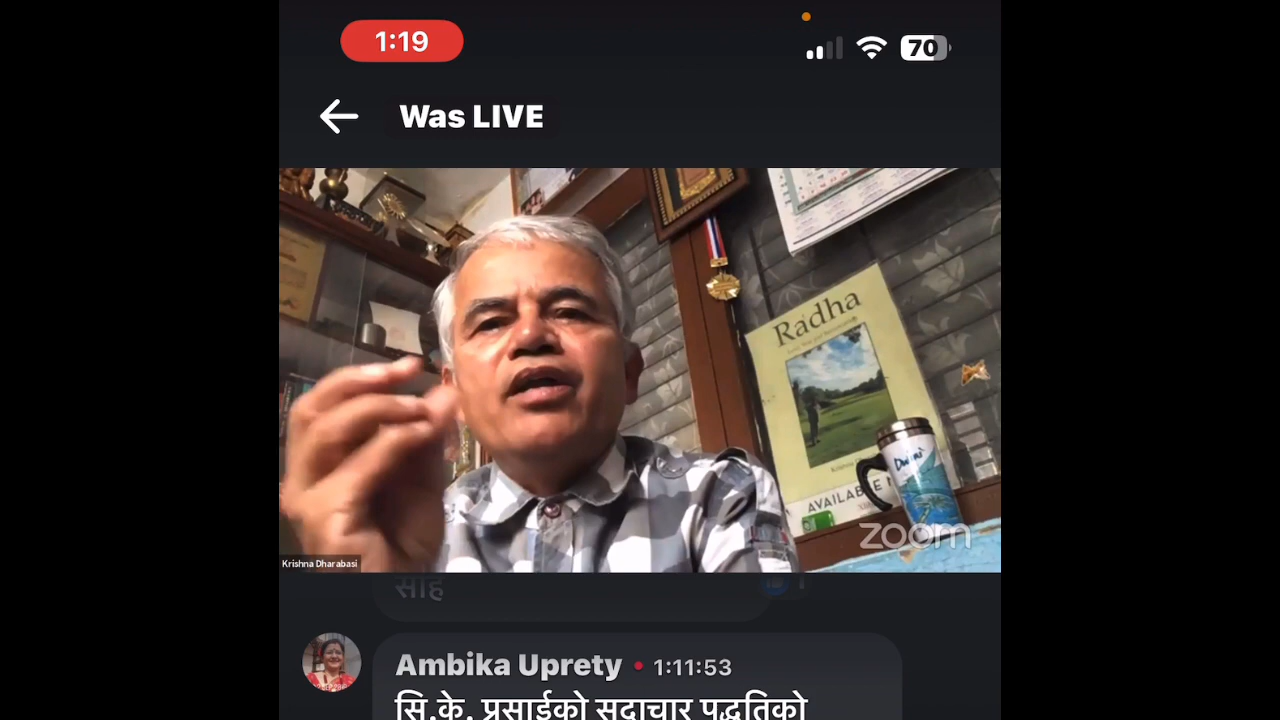 1:19
70
Was LIVE
Radha
AVAILABLE N
Dwini
zoom
Krishna Dharabasi
साह
Ambika Uprety • 1:11:53
सि.के. प्रसाईको सदाचार पद्धतिको